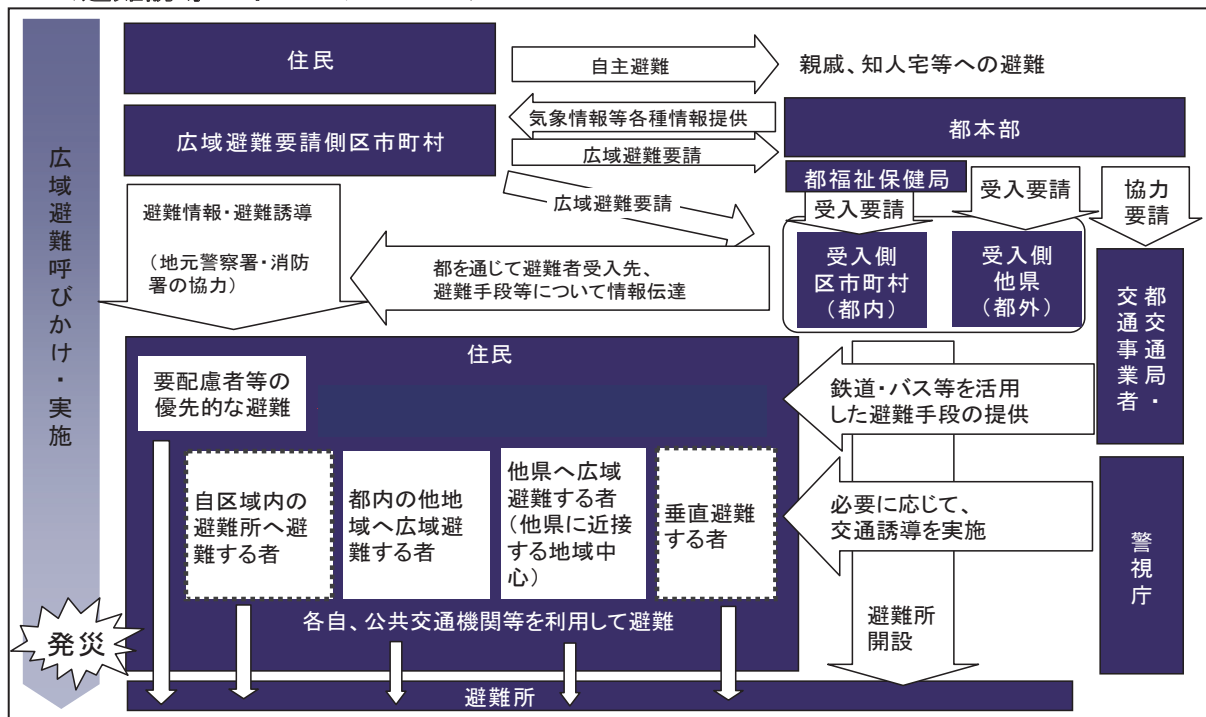 住民
自主避難
親戚、知人宅等への避難
広域避難要請側区市町村
気象情報等各種情報提供
広域避難要請
都本部
広域避難要請
都福祉保健局
受入要請
受入要請
協力
要請
避難情報・避難誘導
(地元警察署・消防
署の協力)
都を通じて避難者受入先、
避難手段等について情報伝達
受入側
区市町村
(都内)
受入側
他県
(都外)
都交通局・
交通事業者
広域避難呼びかけ・実施
住民
要配慮者等の
優先的な避難
鉄道・バス等を活用
した避難手段の提供
自区域内の
避難所へ避
難する者
都内の他地
域へ広域避
難する者
他県へ広域
避難する者
(他県に近接
する地域中
心)
垂直避難
する者
必要に応じて、
交通誘導を実施
警視庁
各自、公共交通機関等を利用して避難
避難所
開設
発災
避難所